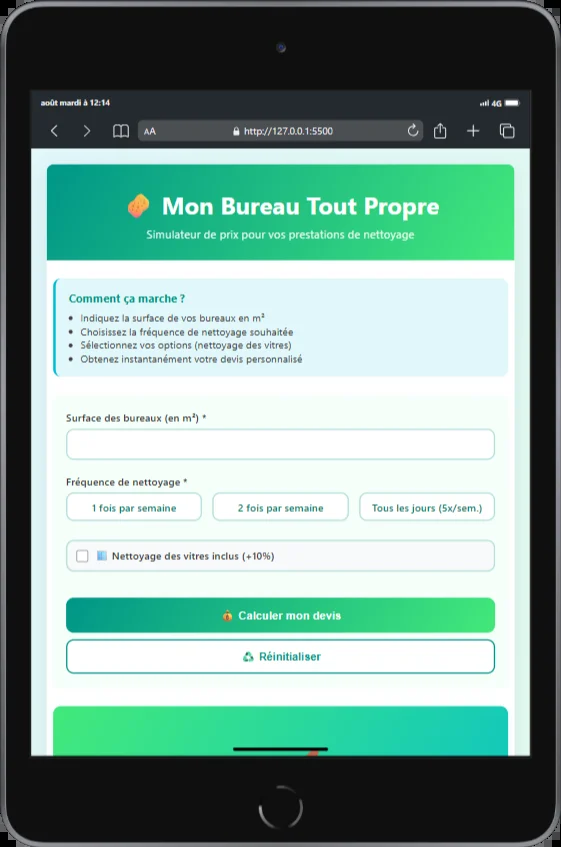 août mardi à 12:14
4G
AA
http://127.0.0.1:5500
Mon Bureau Tout Propre
Simulateur de prix pour vos prestations de nettoyage
Comment ça marche ?
Indiquez la surface de vos bureaux en m²
Choisissez la fréquence de nettoyage souhaitée
Sélectionnez vos options (nettoyage des vitres)
Obtenez instantanément votre devis personnalisé
Surface des bureaux (en m²) *
Fréquence de nettoyage *
1 fois par semaine
2 fois par semaine
Tous les jours (5x/sem.)
Nettoyage des vitres inclus (+10%)
Calculer mon devis
Réinitialiser